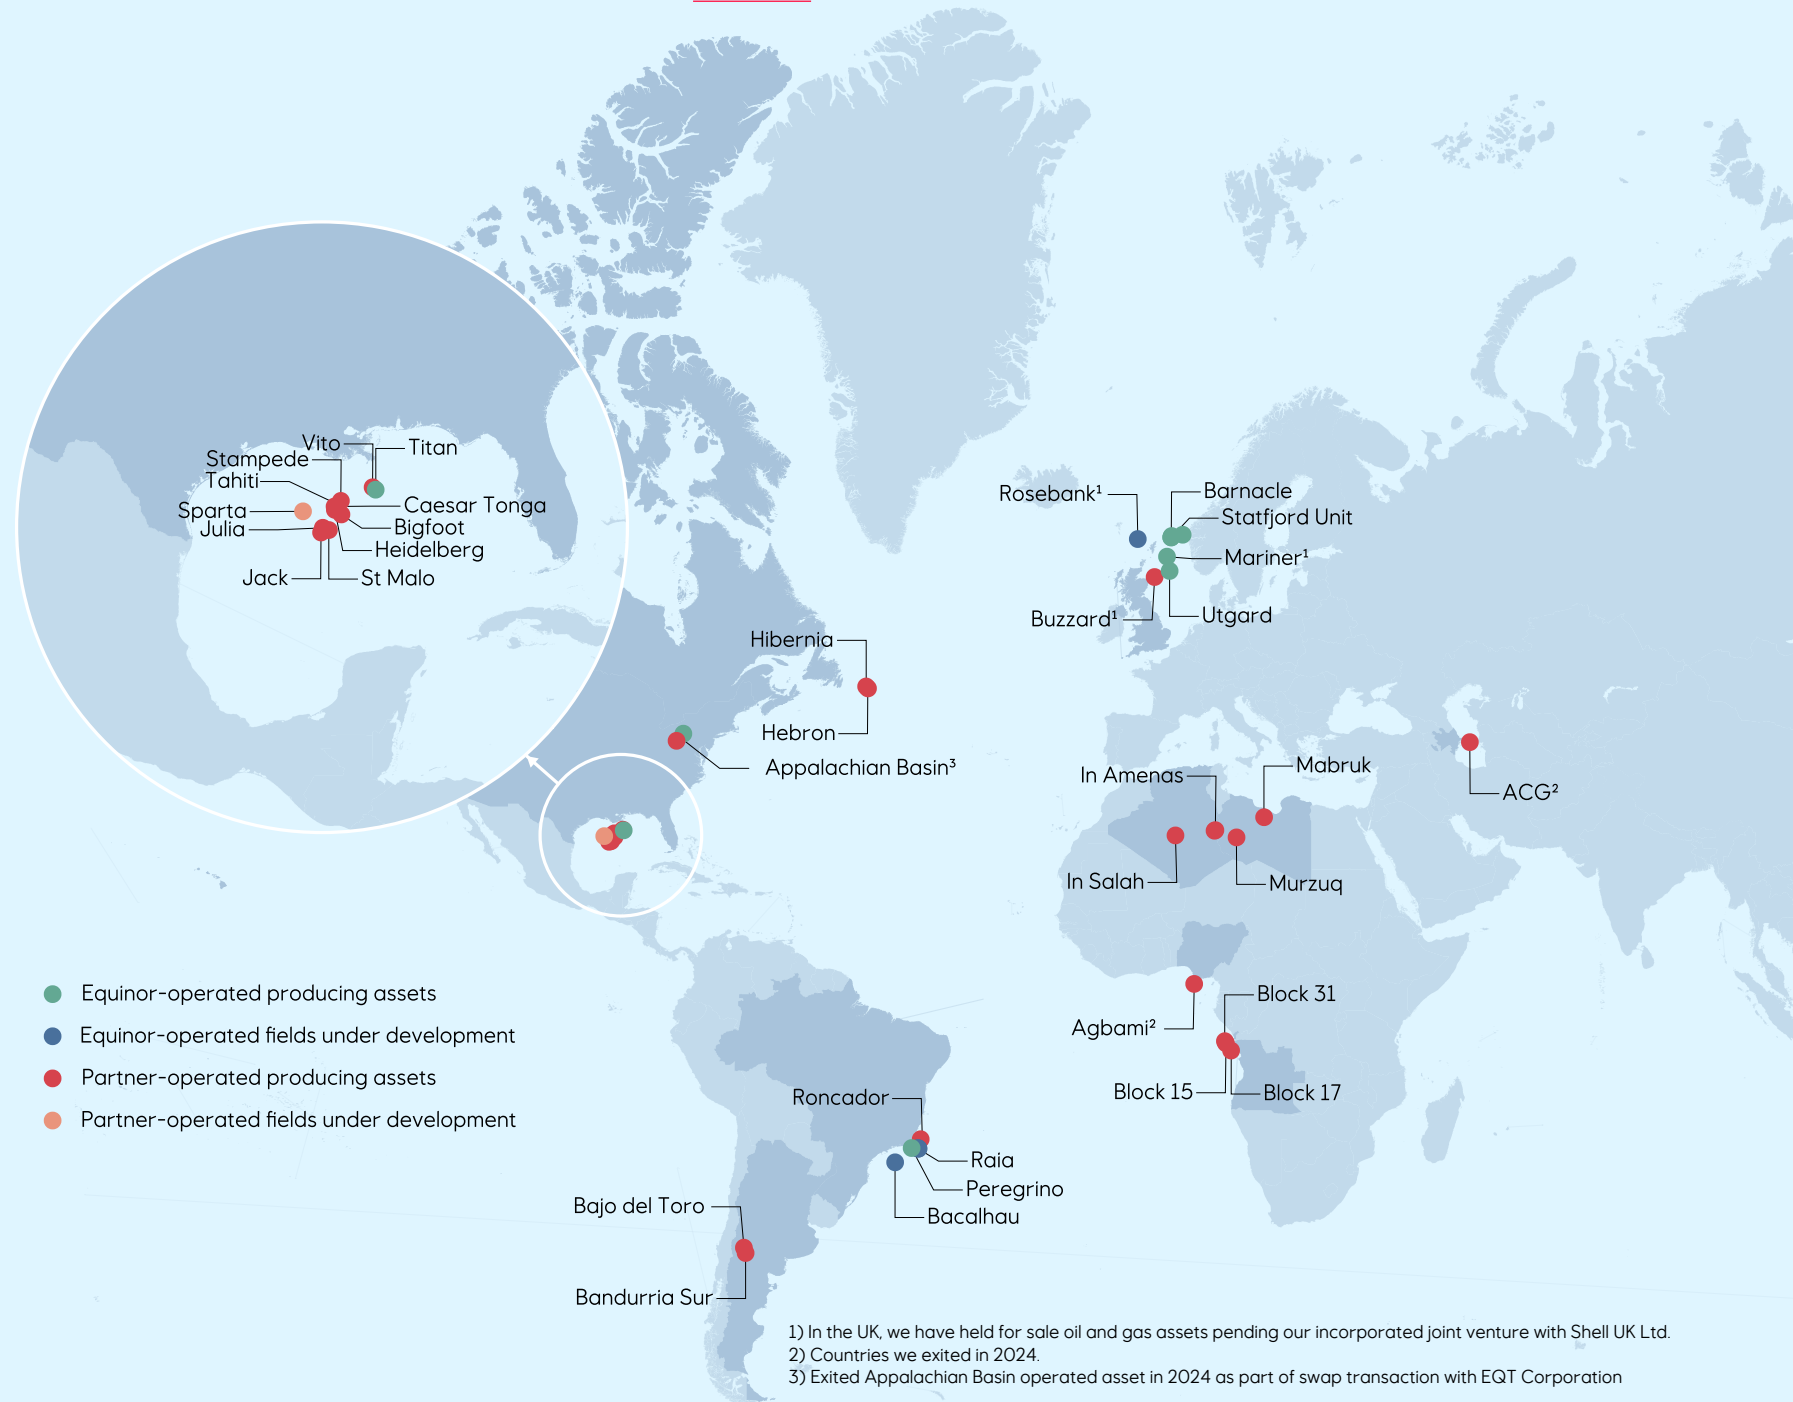 Vito
Titan
Stampede
Tahiti
Sparta
Caesar Tonga
Julia
Bigfoot
Heidelberg
Jack
St Malo
Rosebank¹
Barnacle
Statfjord Unit
Mariner¹
Buzzard¹
Utgard
Hibernia
Hebron
Appalachian Basin³
In Amenas
Mabruk
ACG²
In Salah
Murzuq
Agbami²
Block 31
Block 15
Block 17
Equinor-operated producing assets
Equinor-operated fields under development
Partner-operated producing assets
Partner-operated fields under development
Roncador
Raia
Peregrino
Bacalhau
Bajo del Toro
Bandurria Sur
1) In the UK, we have held for sale oil and gas assets pending our incorporated joint venture with Shell UK Ltd.
2) Countries we exited in 2024.
3) Exited Appalachian Basin operated asset in 2024 as part of swap transaction with EQT Corporation